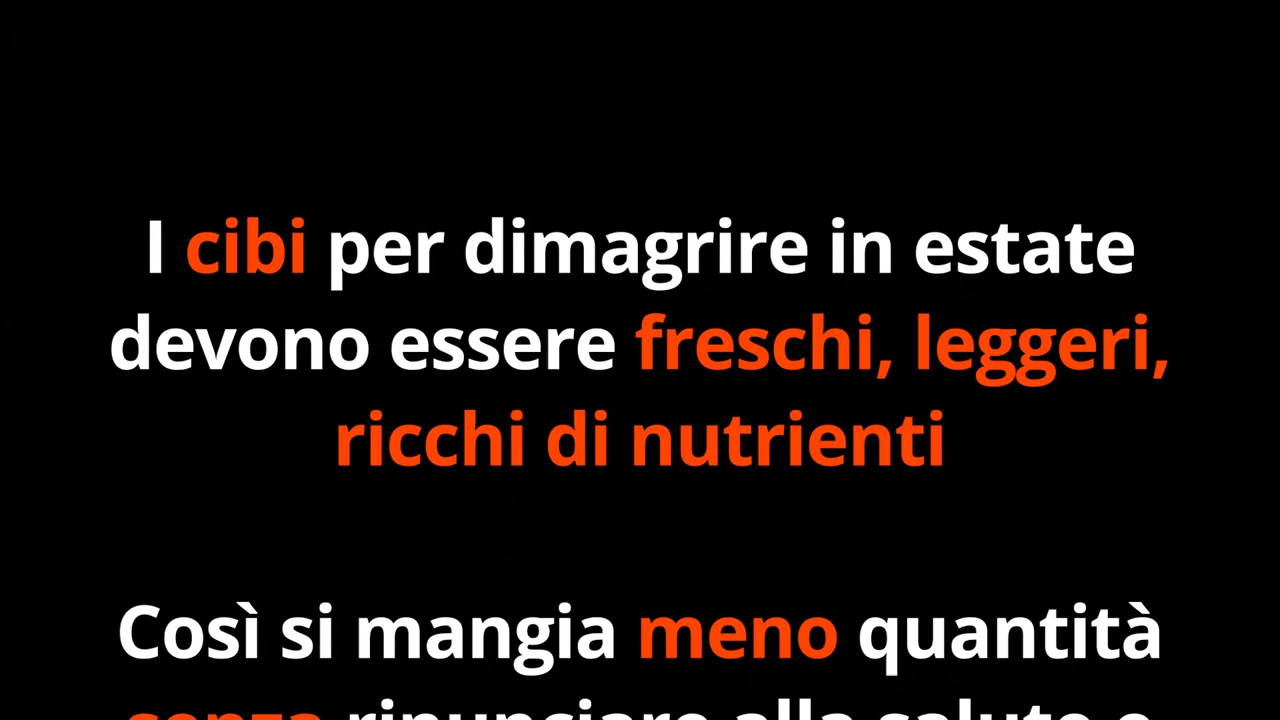 I cibi per dimagrire in estate
devono essere freschi, leggeri,
ricchi di nutrienti
Così si mangia meno quantità
senza rinunciare alla salute e